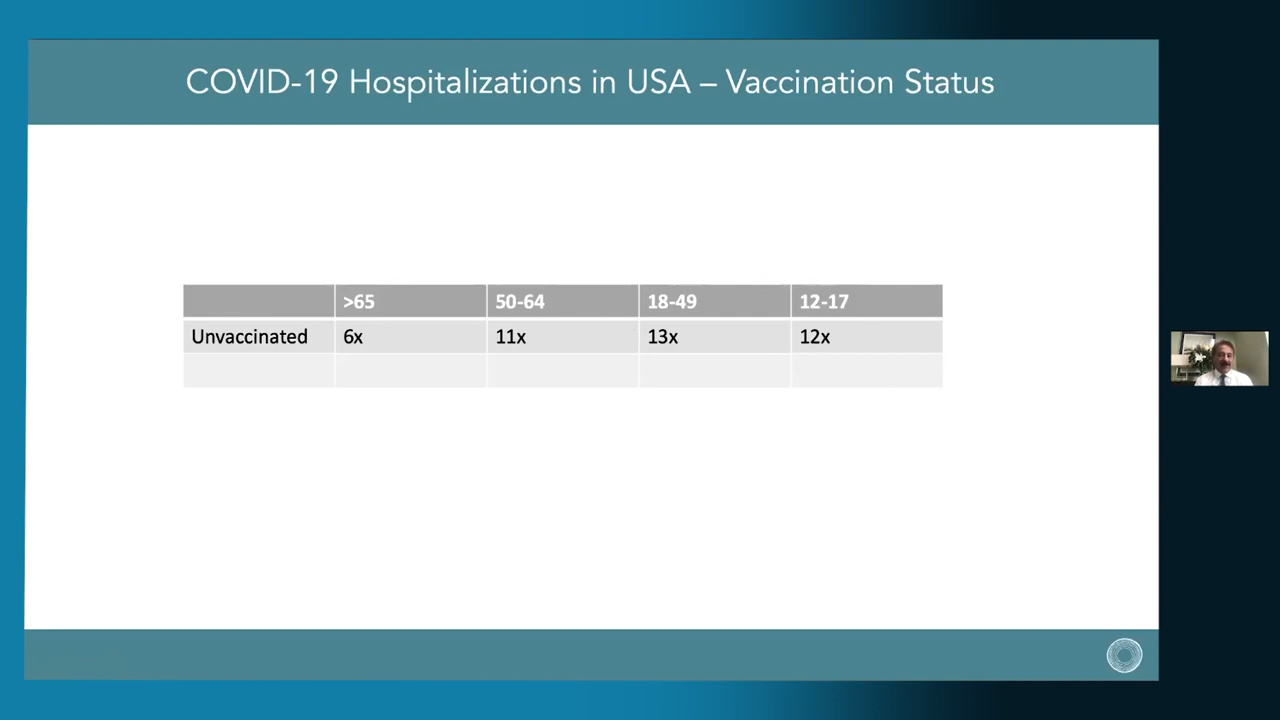 COVID-19 Hospitalizations in USA – Vaccination Status
>65 50-64 18-49 12-17
Unvaccinated 6x 11x 13x 12x